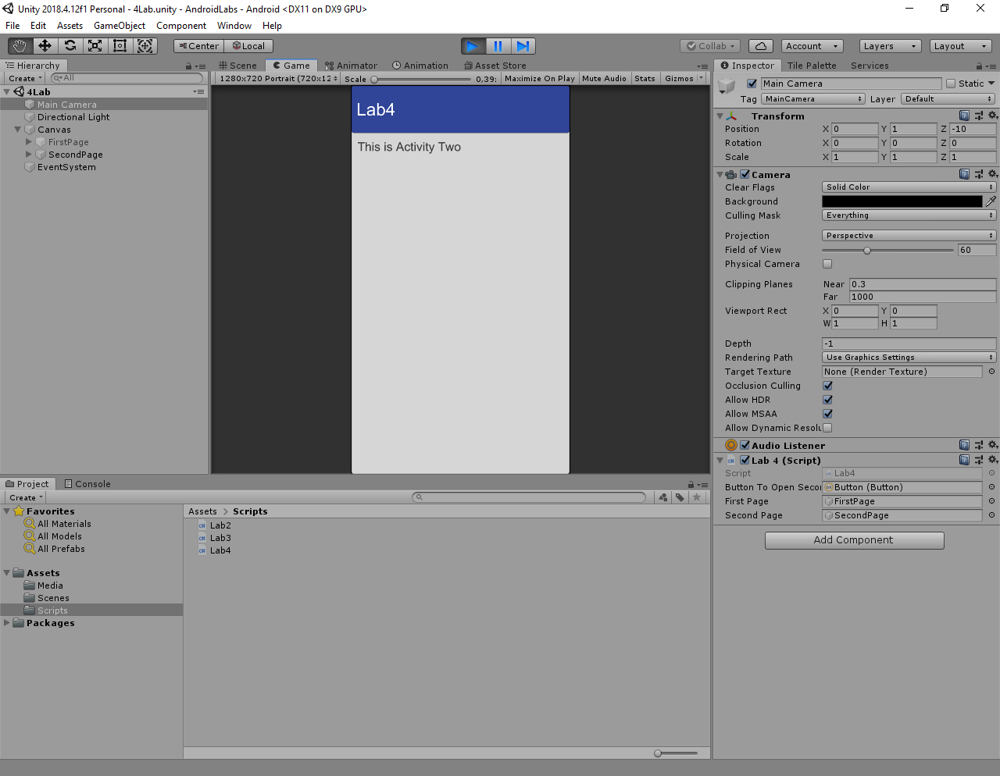 Unity 2018.4.12f1 Personal - 4Lab.unity - AndroidLabs - Android <DX11 on DX9 GPU>
File Edit Assets GameObject Component Window Help
Center Local Collab Account Layers Layout
Hierarchy
Create All
4Lab
Main Camera
Directional Light
Canvas
FirstPage
SecondPage
EventSystem
Scene Game Animator Animation Asset Store
1280x720 Portrait (720x12 Scale 0,39: Maximize On Play Mute Audio Stats Gizmos
Lab4
This is Activity Two
Inspector Tile Palette Services
Main Camera Static
Tag MainCamera Layer Default
Transform
Position X 0 Y 1 Z -10
Rotation X 0 Y 0 Z 0
Scale X 1 Y 1 Z 1
Camera
Clear Flags Solid Color
Background
Culling Mask Everything
Projection Perspective
Field of View 60
Physical Camera
Clipping Planes Near 0.3
Far 1000
Viewport Rect X 0 Y 0
W 1 H 1
Depth -1
Rendering Path Use Graphics Settings
Target Texture None (Render Texture)
Occlusion Culling
Allow HDR
Allow MSAA
Allow Dynamic Resolu
Audio Listener
Lab 4 (Script)
Script Lab4
Button To Open Secor Button (Button)
First Page FirstPage
Second Page SecondPage
Add Component
Project Console
Create
Favorites
All Materials
All Models
All Prefabs
Assets
Media
Scenes
Scripts
Packages
Assets > Scripts
Lab2
Lab3
Lab4